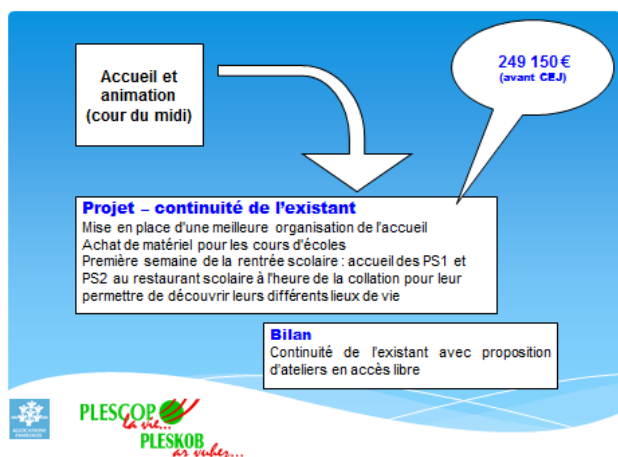 249 150 €
(avant CEJ)
Accueil et
animation
(cour du midi)
Projet – continuité de l'existant
Mise en place d'une meilleure organisation de l'accueil
Achat de matériel pour les cours d'écoles
Première semaine de la rentrée scolaire : accueil des PS1 et
PS2 au restaurant scolaire à l'heure de la collation pour leur
permettre de découvrir leurs différents lieux de vie
Bilan
Continuité de l'existant avec proposition
d'ateliers en accès libre
ALLOCATIONS
FAMILIALES
PLESCOP
la vie...
PLESKOB
ar vuhez...